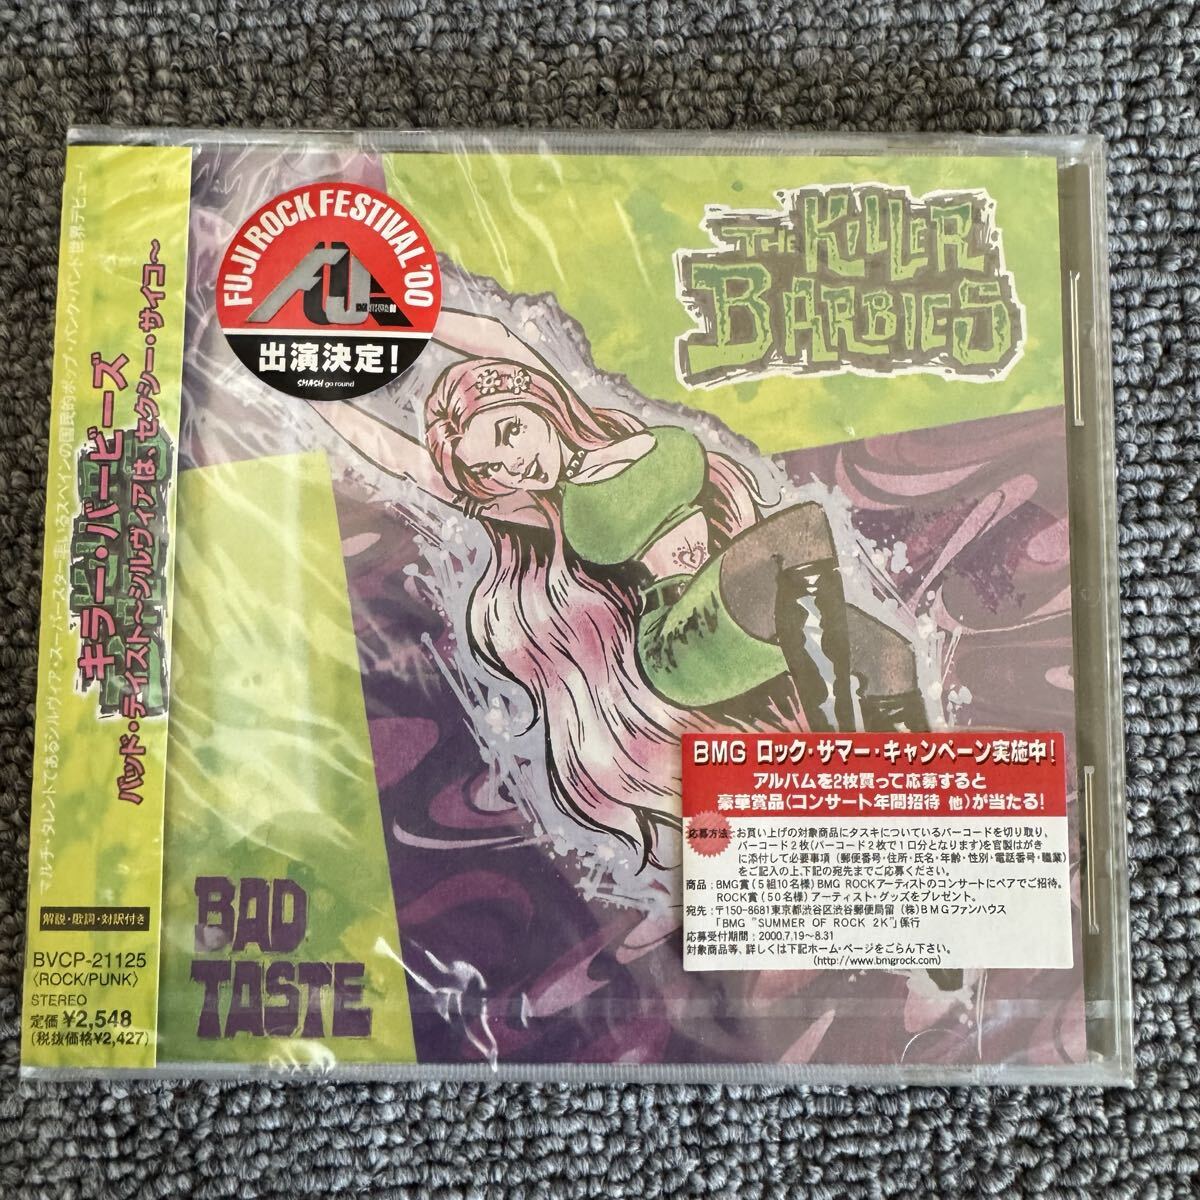 マルチ・タレントであるシルヴィア・スーパースター率いるスペインの国民的ポップ・パンク・バンド世界デビュー!
キラー・バービーズ
バッド・テイスト～シルヴィアは、セクシー・サイコ～
解説・歌詞・対訳付き
BVCP-21125
〈ROCK/PUNK〉
STEREO
定価 ¥2,548
(税抜価格¥2,427)
FUJI ROCK FESTIVAL '00
出演決定!
SMASH go round
THE KILLER
BARBIES
BAD
TASTE
BMG ロック・サマー・キャンペーン実施中!
アルバムを2枚買って応募すると
豪華賞品(コンサート年間招待 他)が当たる!
応募方法:お買い上げの対象商品にタスキについているバーコードを切り取り、
バーコード2枚(バーコード2枚で1口分となります)を官製はがき
に添付して必要事項(郵便番号・住所・氏名・年齢・性別・電話番号・職業)
をご記入の上、下記の宛先までご応募ください。
商品:BMG賞(5組10名様)BMG ROCKアーティストのコンサートにペアでご招待。
ROCK賞(50名様)アーティスト・グッズをプレゼント。
宛先:〒150-8681東京都渋谷区渋谷郵便局留 (株)BMGファンハウス
「BMG "SUMMER OF ROCK 2K"」係行
応募受付期間:2000.7.19～8.31
対象商品等、詳しくは下記ホーム・ページをごらん下さい。
(http://www.bmgrock.com)